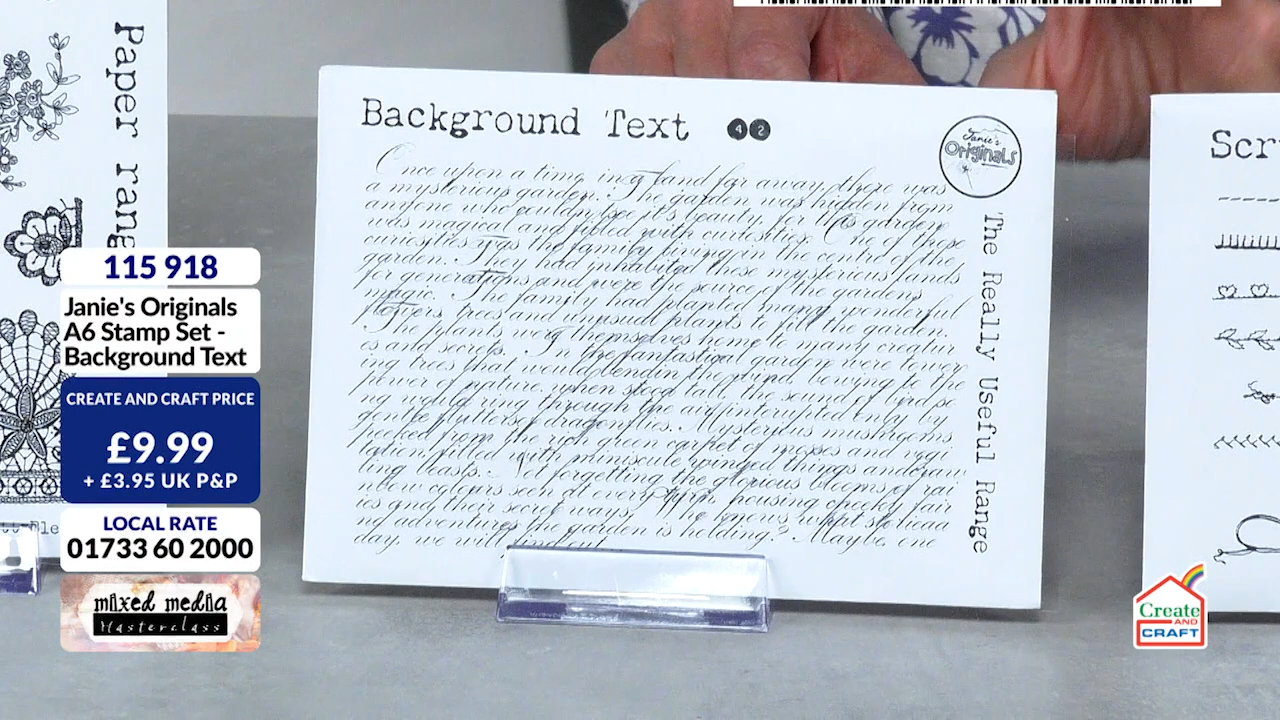 Paper rang
115 918
Janie's Originals
A6 Stamp Set -
Background Text
CREATE AND CRAFT PRICE
£9.99
+ £3.95 UK P&P
LOCAL RATE
01733 60 2000
mixed media
Masterclass
Background Text 42
Janie's
Originals
The Really Useful Range
Once upon a time, in a land far away, there was
a mysterious garden. The garden was hidden from
anyone who couldn't see it's beauty, for this garden
was magical and filled with curiosities. One of these
curiosities was the family living in the centre of the
garden. They had inhabited these mystical islands
for generations and were the source of the gardens
magic. The family had planted many wonderful
flowers, trees and unusual plants to fill the garden.
The plants were themselves home to many creatur
es and secrets. In the fantastical garden were tower
ing trees that would bend in the wind, bowing to the
power of nature, when stood tall, the sound of bird so
ng would pass through the air, interrupted only by
gentle fluttery dragonflies. Mysterious mushrooms
peeked from the rich green carpet of mosses and vegi
tation, filled with miniscule winged things and craw
ling beasts. Not forgetting the glorious blooms of rai
nbow colours seen at every turn, housing cheeky fair
ies and their secret ways. Who knows what
ng adventures the garden is holding? Maybe, one
day, we will find out
Scr
Create
AND
CRAFT